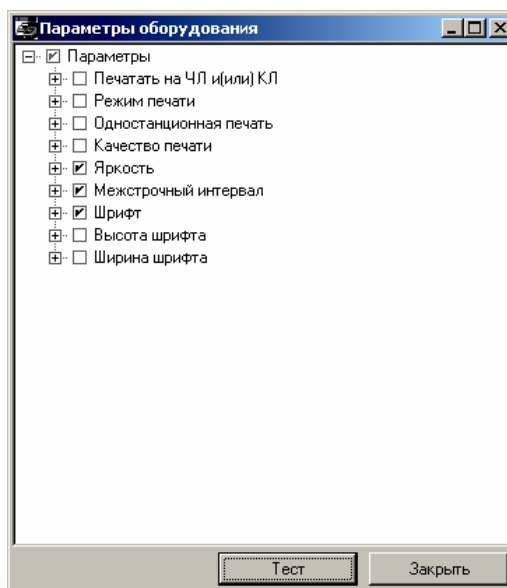 Параметры оборудования
Параметры
Печатать на ЧЛ и(или) КЛ
Режим печати
Одностанционная печать
Качество печати
Яркость
Межстрочный интервал
Шрифт
Высота шрифта
Ширина шрифта
Тест Закрыть